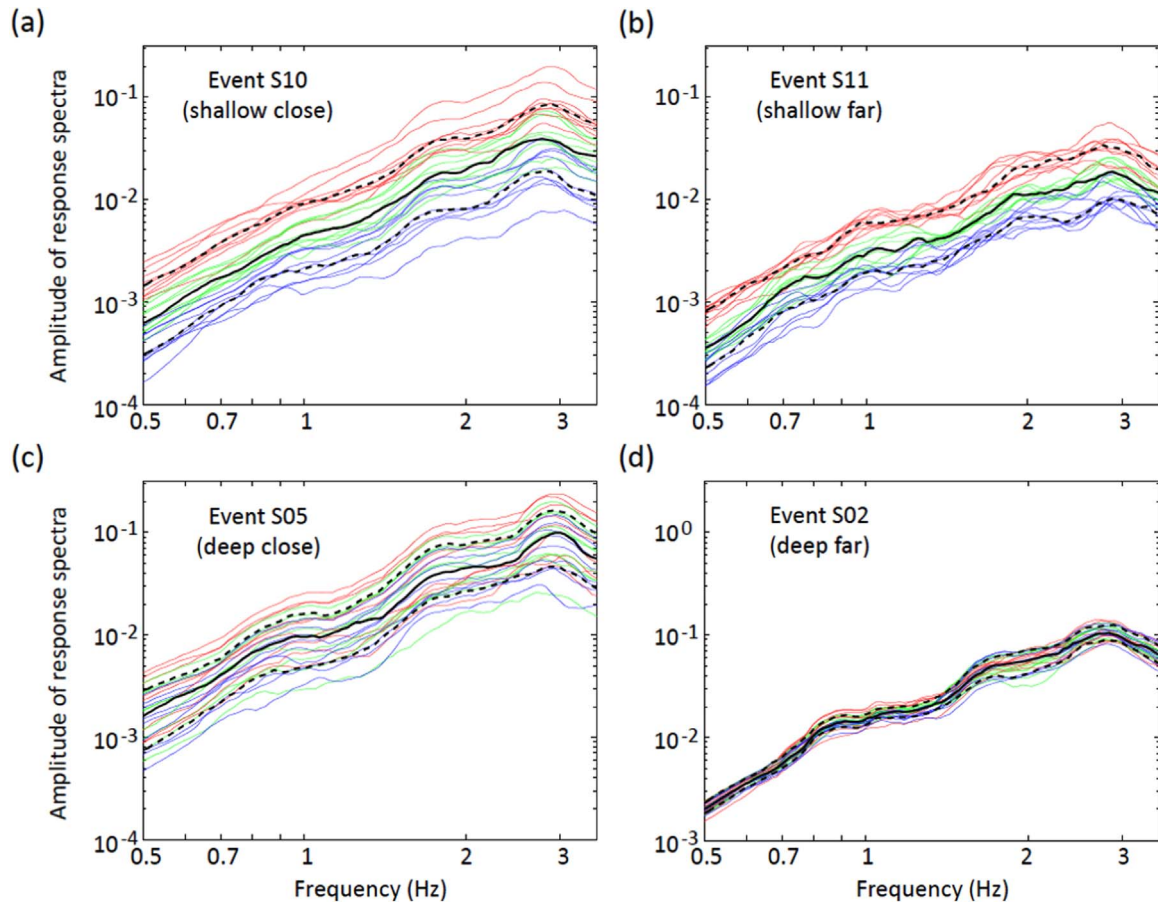 (a)
Event S10
(shallow close)
Amplitude of response spectra
10-1
10-2
10-3
10-4
0.5
0.7
1
2
3
(b)
Event S11
(shallow far)
10-1
10-2
10-3
10-4
0.5
0.7
1
2
3
(c)
Event S05
(deep close)
Amplitude of response spectra
10-1
10-2
10-3
10-4
0.5
0.7
1
2
3
Frequency (Hz)
(d)
Event S02
(deep far)
100
10-1
10-2
10-3
0.5
0.7
1
2
3
Frequency (Hz)